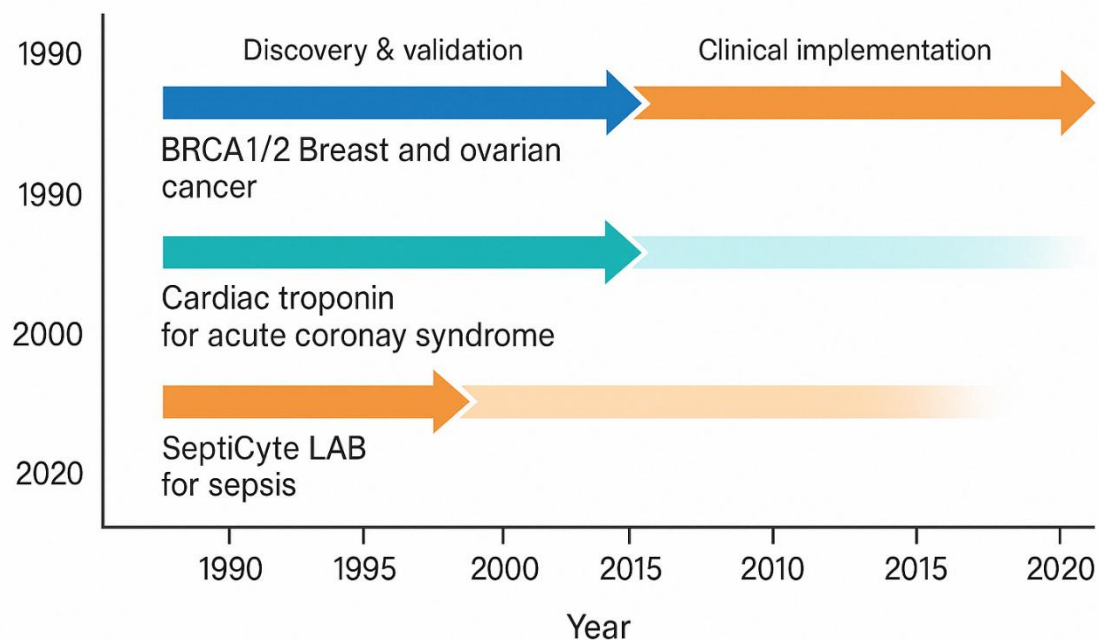 1990
Discovery & validation
Clinical implementation
BRCA1/2 Breast and ovarian
cancer
1990
Cardiac troponin
for acute coronay syndrome
2000
SeptiCyte LAB
for sepsis
2020
1990 1995 2000 2015 2010 2015 2020
Year